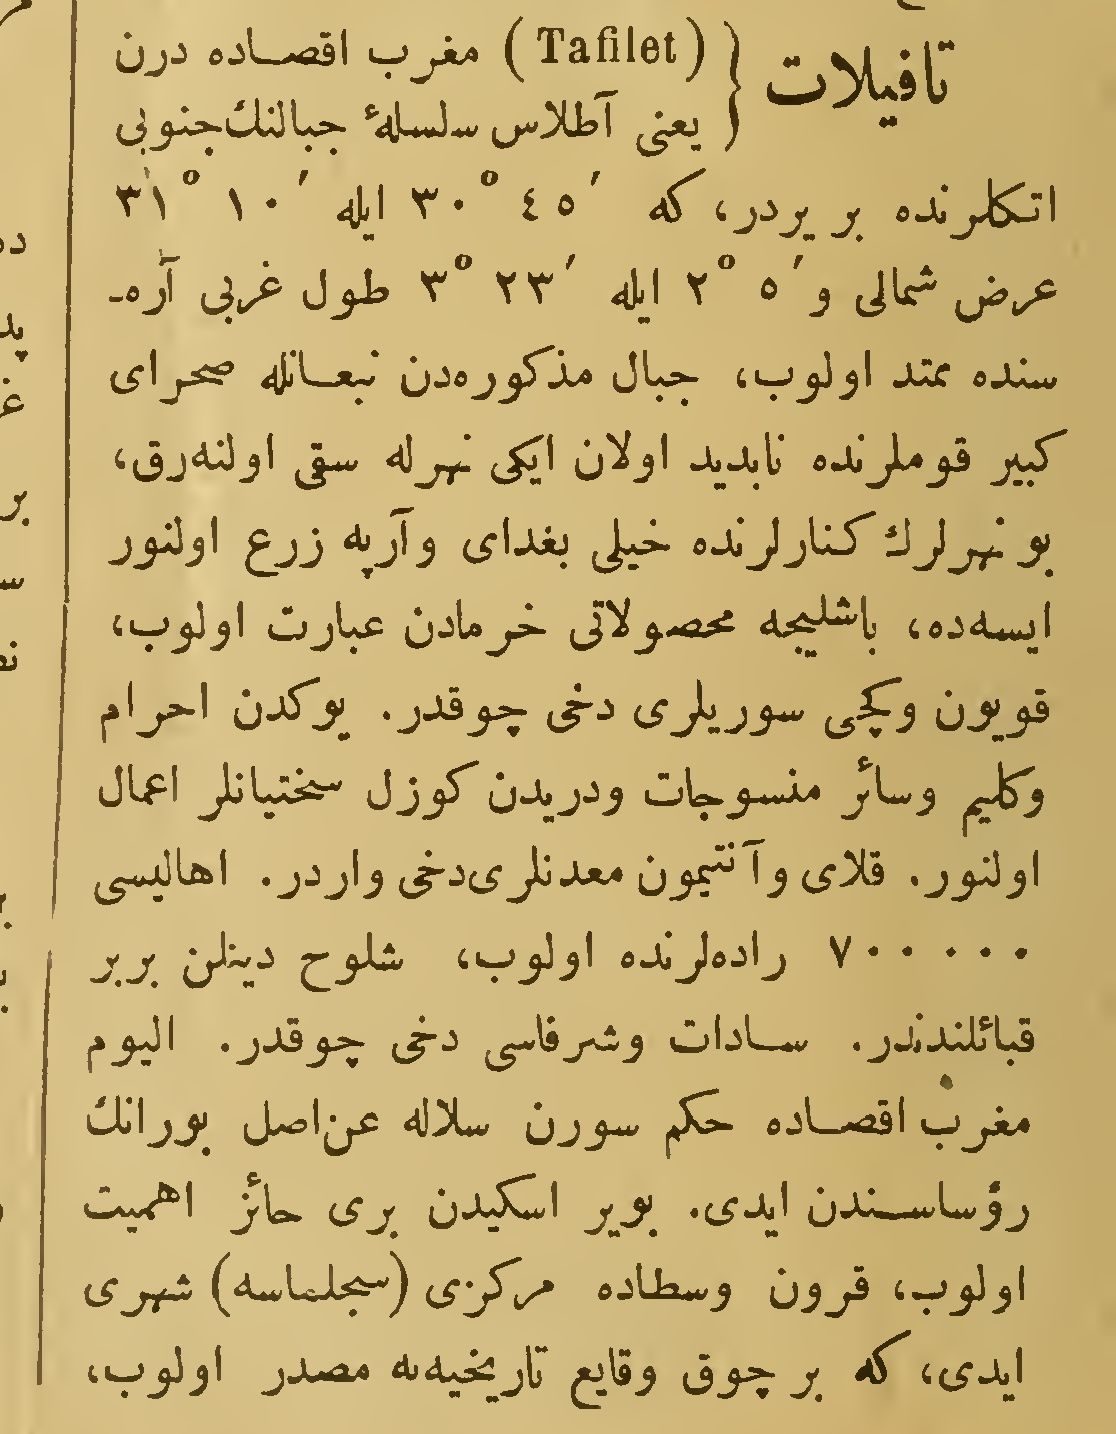 تافيلات { (Tafilet) مغرب اقصاده درن
يعنى آطلاس سلسلهٔ جبالنك جنوبى
اتكلرنده بر يردر، كه ′٤٥ °٣٠ ايله ′١٠ °٣١
عرض شمالى و ′٥ °٢ ايله ′٢٣ °٣ طول غربى آره‌ـ
سنده ممتد اولوب، جبال مذكوره‌دن نبعانله صحراى
كبير قوملرنده نابديد اولان ايكى نهرله سقى اولنه‌رق،
بو نهرلرك كنارلرنده خيلى بغداى وآرپه زرع اولنور
ايسه‌ده، باشليجه محصولاتى خرمادن عبارت اولوب،
قويون وكچى سوريلرى دخى چوقدر. يوكدن احرام
وكليم وسائر منسوجات ودريدن كوزل سختيانلر اعمال
اولنور. قلاى وآنتيمون معدنلرى‌دخى واردر. اهاليسى
٧٠٠٠٠٠ راده‌لرنده اولوب، شلوح دينلن بربر
قبائلندندر. سادات وشرفاسى دخى چوقدر. اليوم
مغرب اقصاده حكم سورن سلاله عن‌اصل بورانك
رؤساسندن ايدى. بوير اسكيدن برى حائز اهميت
اولوب، قرون وسطاده مركزى (سجلماسه) شهرى
ايدى، كه بر چوق وقايع تاريخيه‌يه مصدر اولوب،